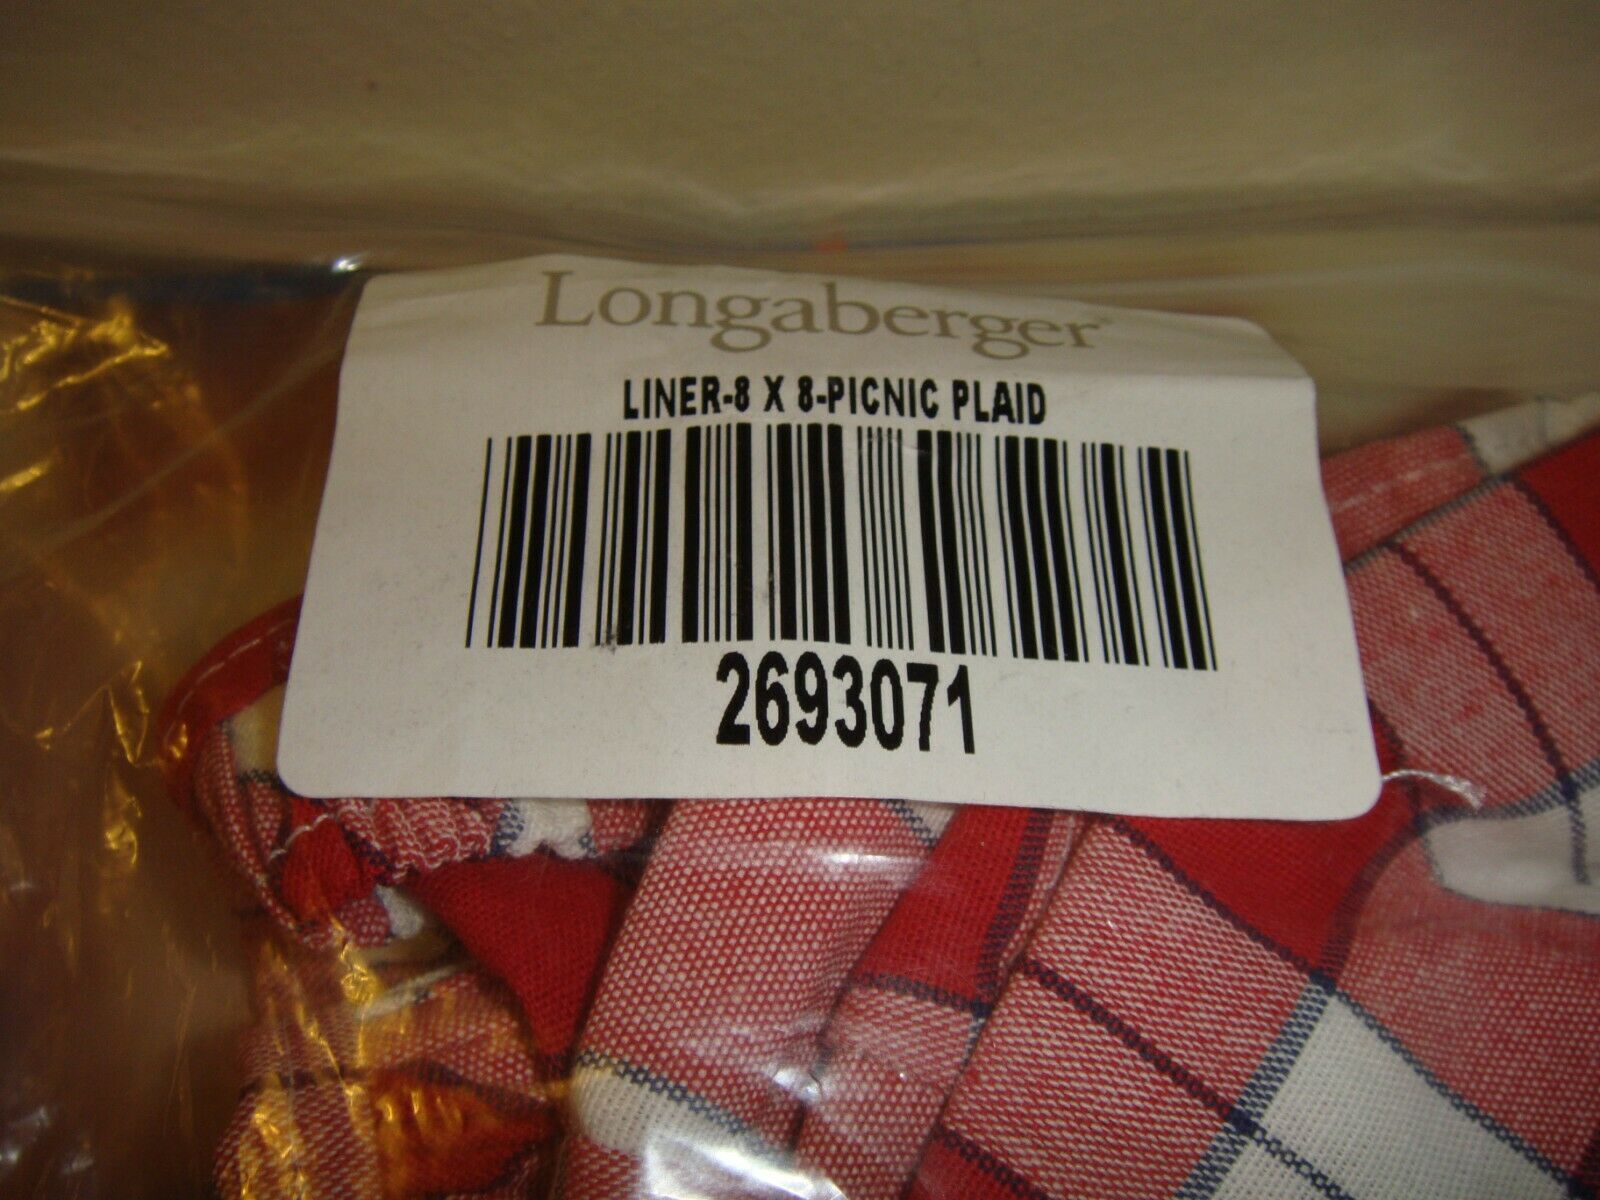 Longaberger®
LINER-8 X 8-PICNIC PLAID
2693071